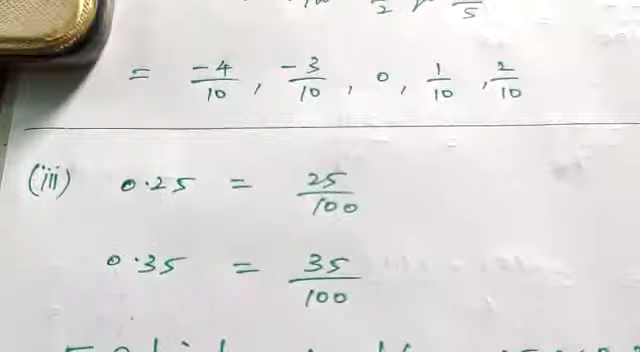 = -4/10, -3/10, 0, 1/10, 2/10
(iii) 0.25 = 25/100
0.35 = 35/100